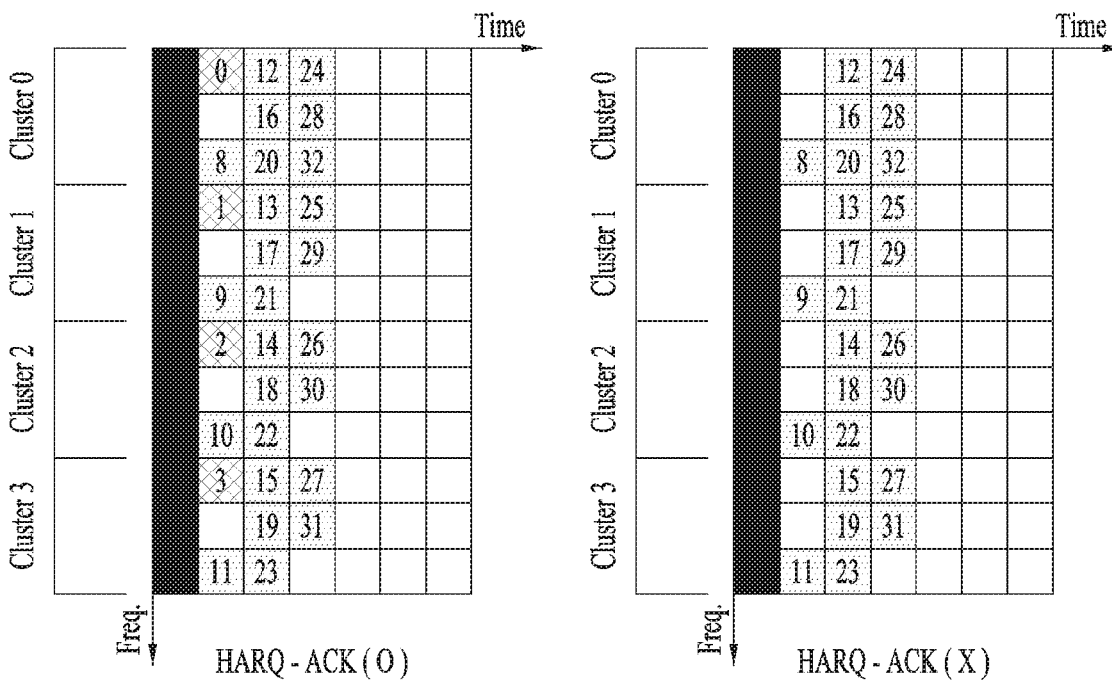 Time
Time
Cluster 0
Cluster 1
Cluster 2
Cluster 3
0 12 24
16 28
8 20 32
1 13 25
17 29
9 21
2 14 26
18 30
10 22
3 15 27
19 31
11 23
Freq.
HARQ - ACK ( O )
Cluster 0
Cluster 1
Cluster 2
Cluster 3
12 24
16 28
8 20 32
13 25
17 29
9 21
14 26
18 30
10 22
15 27
19 31
11 23
Freq.
HARQ - ACK ( X )